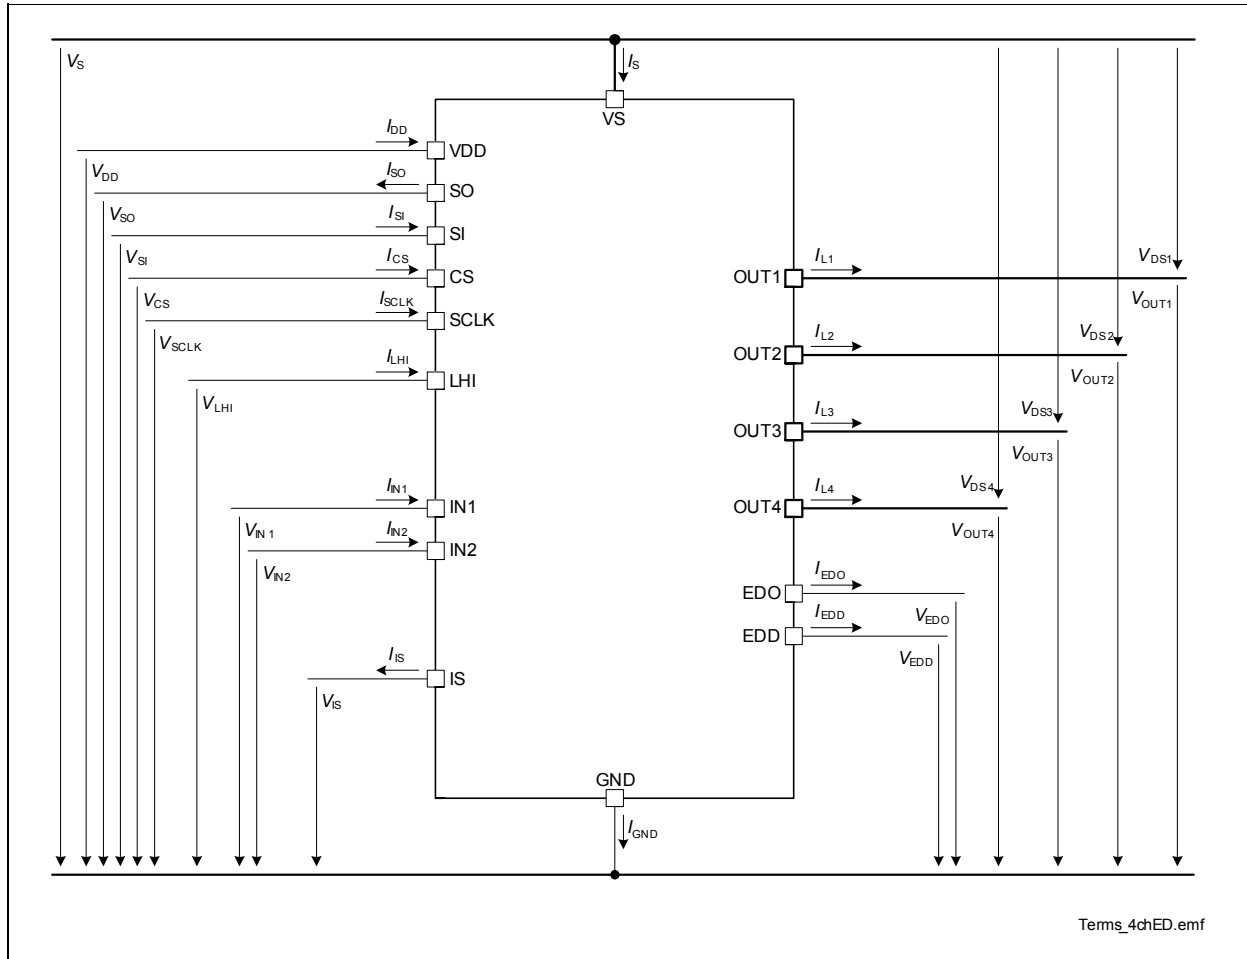 VS
IS
VS
IDD
VDD
VDD
ISO
SO
VSO
ISI
SI
VSI
ICS
CS
VCS
ISCLK
SCLK
VSCLK
ILHI
LHI
VLHI
IIN1
IN1
VIN 1
IIN2
IN2
VIN2
IIS
IS
VIS
OUT1
IL1
VDS1
VOUT1
OUT2
IL2
VDS2
VOUT2
OUT3
IL3
VDS3
VOUT3
OUT4
IL4
VDS4
VOUT4
EDO
IEDO
VEDO
EDD
IEDD
VEDD
GND
IGND
Terms_4chED.emf